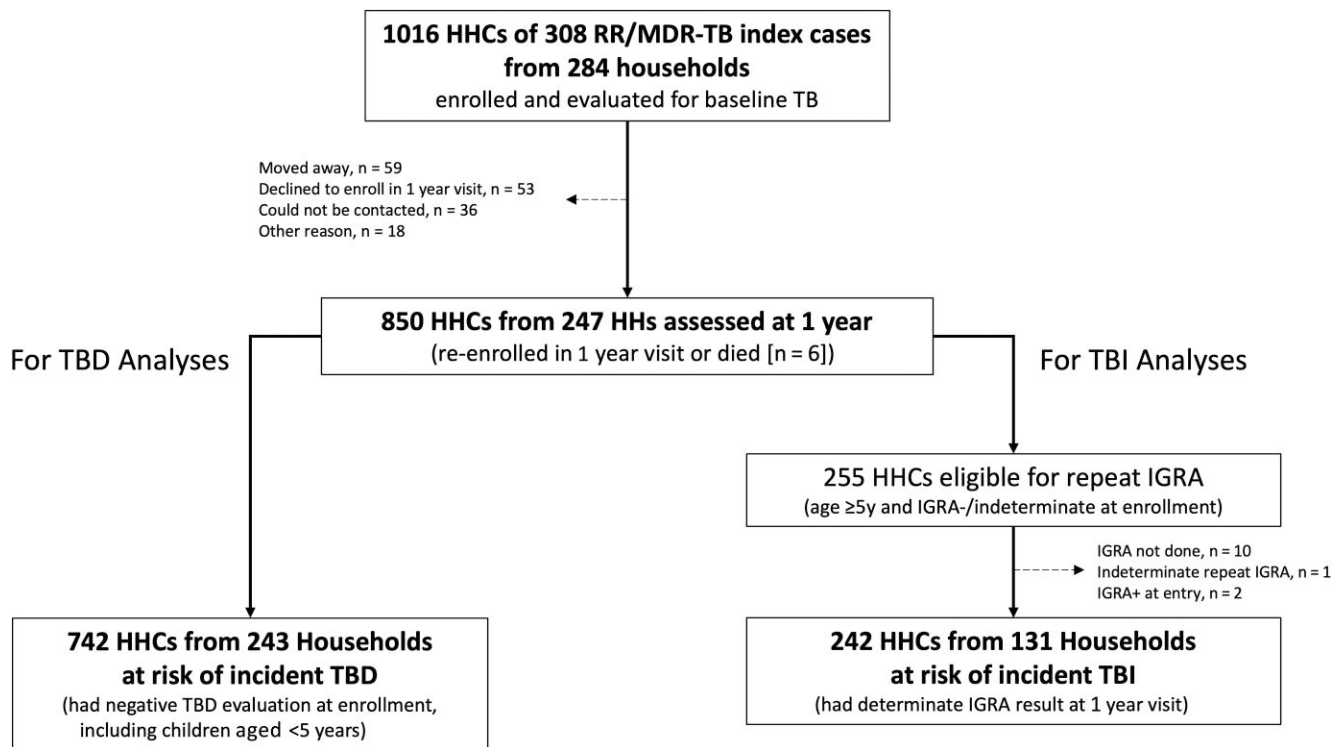 1016 HHCs of 308 RR/MDR-TB index cases
from 284 households
enrolled and evaluated for baseline TB
Moved away, n = 59
Declined to enroll in 1 year visit, n = 53
Could not be contacted, n = 36
Other reason, n = 18
850 HHCs from 247 HHs assessed at 1 year
(re-enrolled in 1 year visit or died [n = 6])
For TBD Analyses
For TBI Analyses
255 HHCs eligible for repeat IGRA
(age ≥5y and IGRA-/indeterminate at enrollment)
IGRA not done, n = 10
Indeterminate repeat IGRA, n = 1
IGRA+ at entry, n = 2
742 HHCs from 243 Households
at risk of incident TBD
(had negative TBD evaluation at enrollment,
including children aged <5 years)
242 HHCs from 131 Households
at risk of incident TBI
(had determinate IGRA result at 1 year visit)